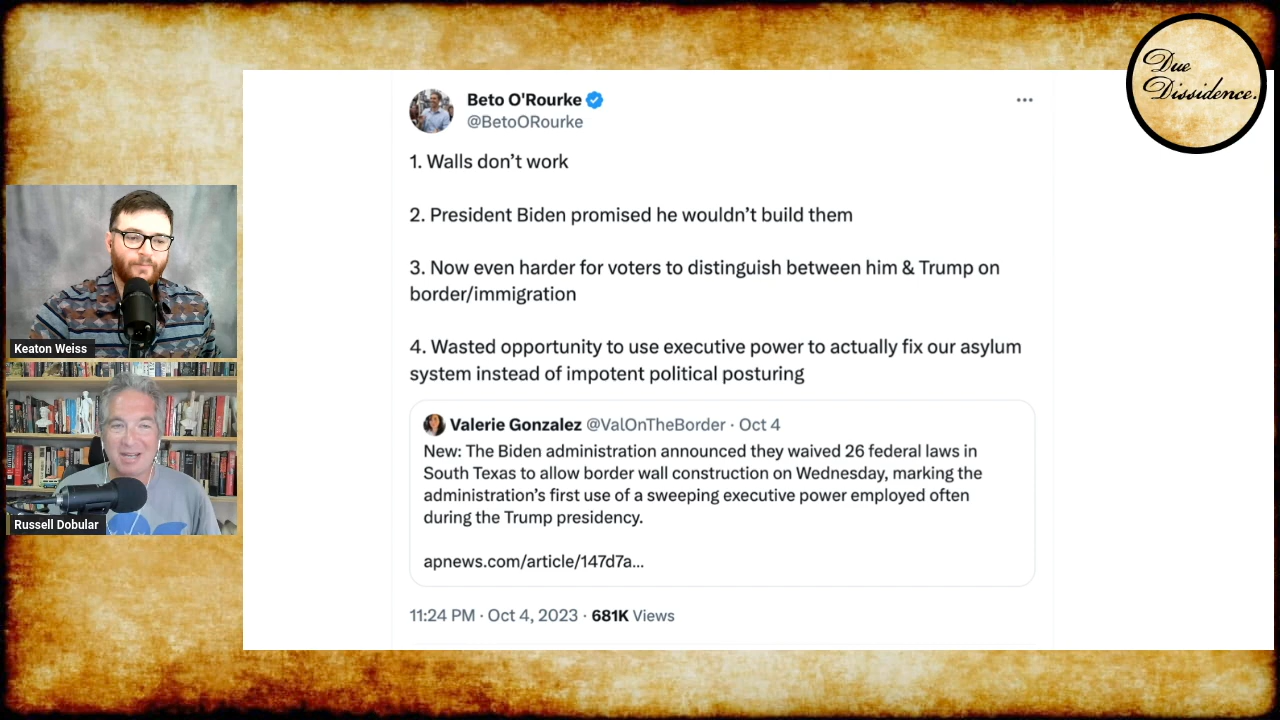 Due
Dissidence.
Beto O'Rourke
@BetoORourke
1. Walls don’t work
2. President Biden promised he wouldn’t build them
3. Now even harder for voters to distinguish between him & Trump on
border/immigration
4. Wasted opportunity to use executive power to actually fix our asylum
system instead of impotent political posturing
Valerie Gonzalez @ValOnTheBorder · Oct 4
New: The Biden administration announced they waived 26 federal laws in
South Texas to allow border wall construction on Wednesday, marking the
administration’s first use of a sweeping executive power employed often
during the Trump presidency.
apnews.com/article/147d7a...
11:24 PM · Oct 4, 2023 · 681K Views
Keaton Weiss
Russell Dobular